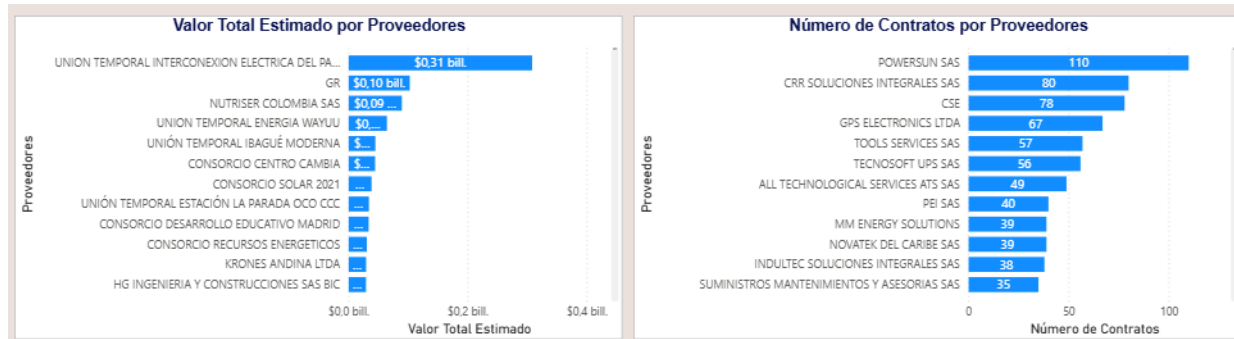 Valor Total Estimado por Proveedores
Proveedores
UNION TEMPORAL INTERCONEXION ELECTRICA DEL PA... $0,31 bill.
GR $0,10 bill.
NUTRISER COLOMBIA SAS $0,09 ...
UNION TEMPORAL ENERGIA WAYUU $0,...
UNIÓN TEMPORAL IBAGUÉ MODERNA $...
CONSORCIO CENTRO CAMBIA $...
CONSORCIO SOLAR 2021 ...
UNIÓN TEMPORAL ESTACIÓN LA PARADA OCO CCC ...
CONSORCIO DESARROLLO EDUCATIVO MADRID ...
CONSORCIO RECURSOS ENERGETICOS ...
KRONES ANDINA LTDA ...
HG INGENIERIA Y CONSTRUCCIONES SAS BIC ...
$0,0 bill. $0,2 bill. $0,4 bill.
Valor Total Estimado
Número de Contratos por Proveedores
Proveedores
POWERSUN SAS 110
CRR SOLUCIONES INTEGRALES SAS 80
CSE 78
GPS ELECTRONICS LTDA 67
TOOLS SERVICES SAS 57
TECNOSOFT UPS SAS 56
ALL TECHNOLOGICAL SERVICES ATS SAS 49
PEI SAS 40
MM ENERGY SOLUTIONS 39
NOVATEK DEL CARIBE SAS 39
INDULTEC SOLUCIONES INTEGRALES SAS 38
SUMINISTROS MANTENIMIENTOS Y ASESORIAS SAS 35
0 50 100
Número de Contratos